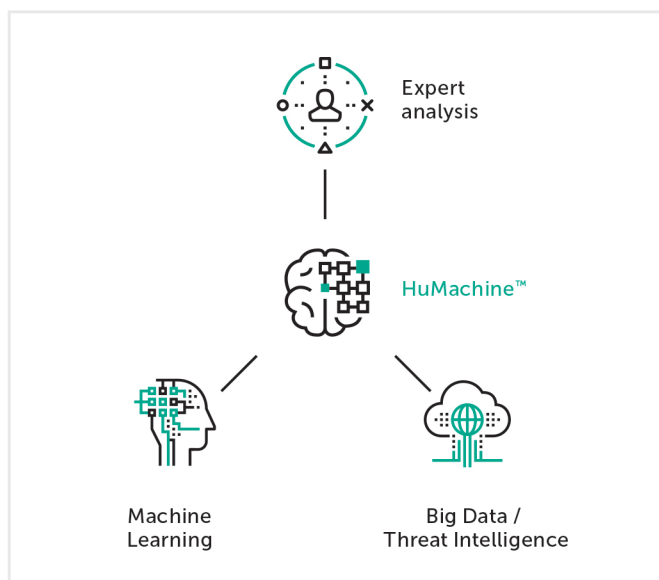 Expert
analysis
HuMachine™
Machine
Learning
Big Data /
Threat Intelligence